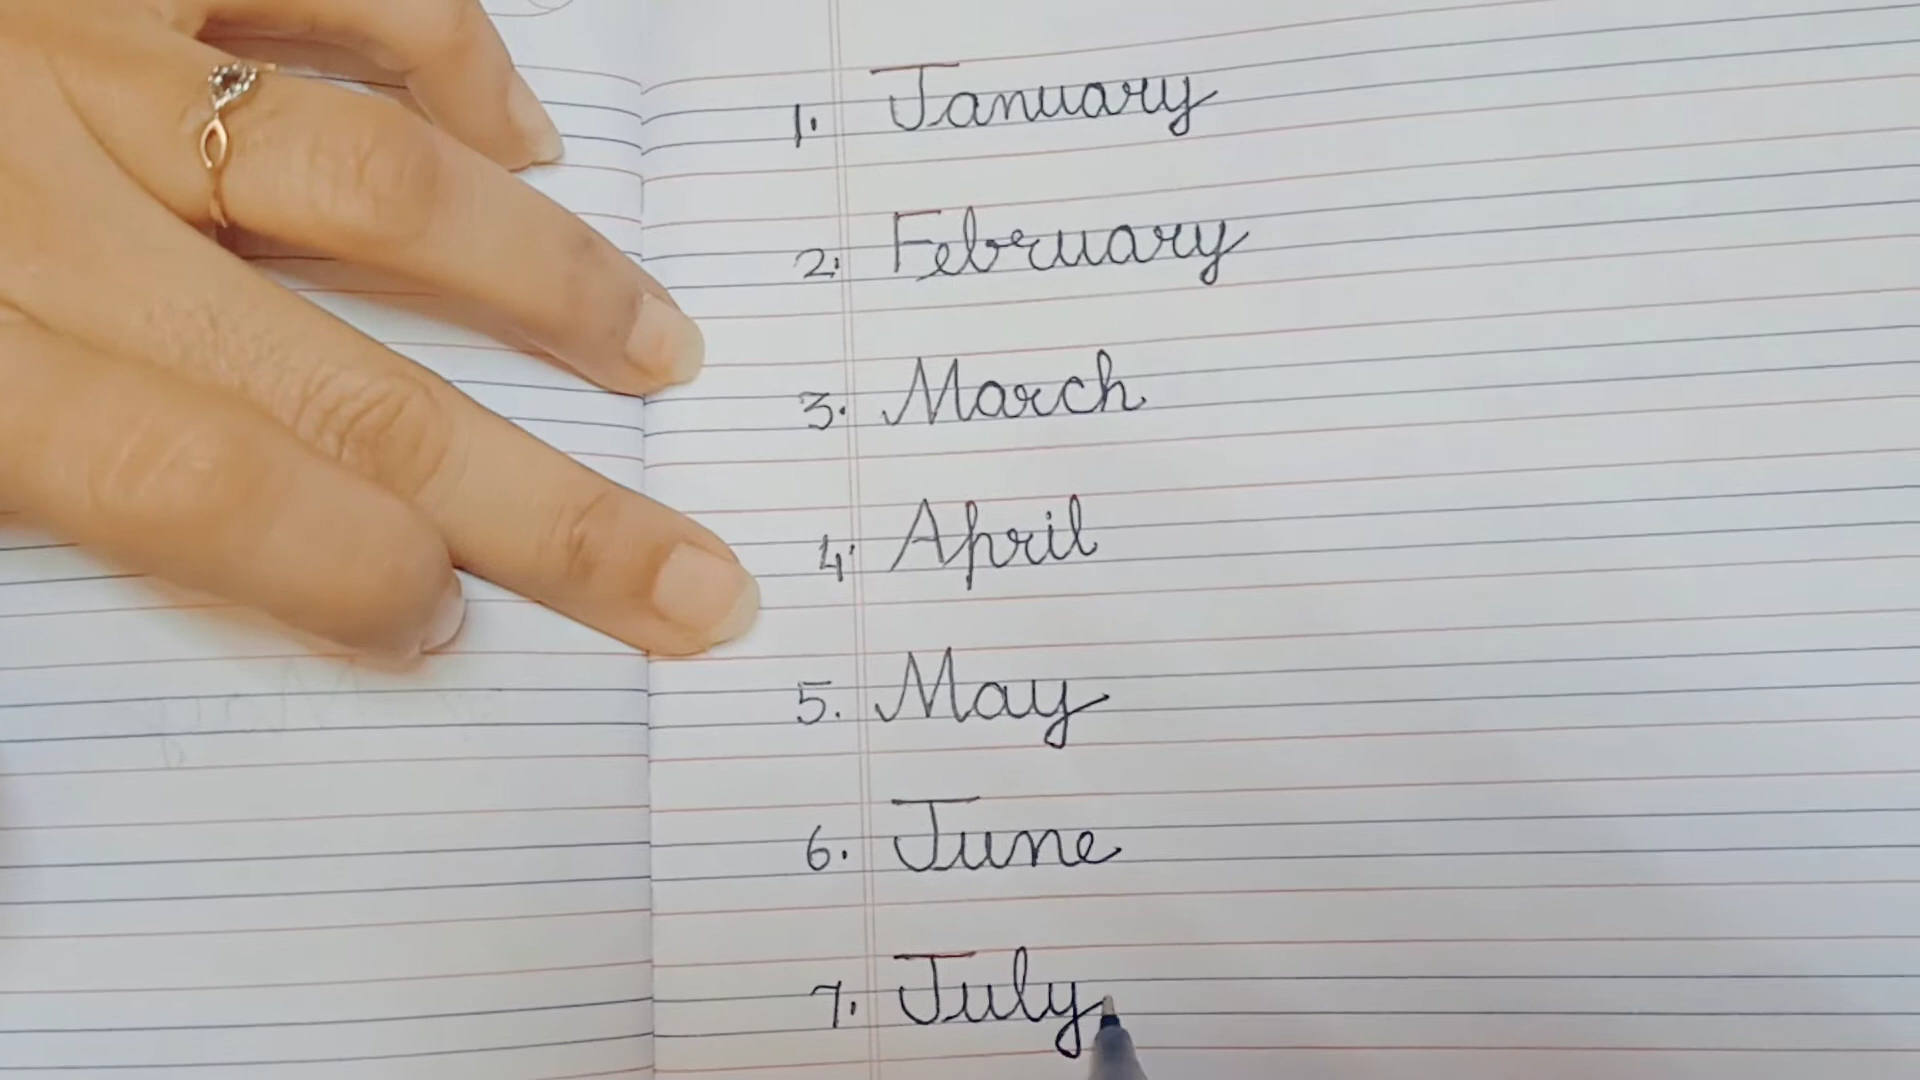 1. January
2. February
3. March
4. April
5. May
6. June
7. July